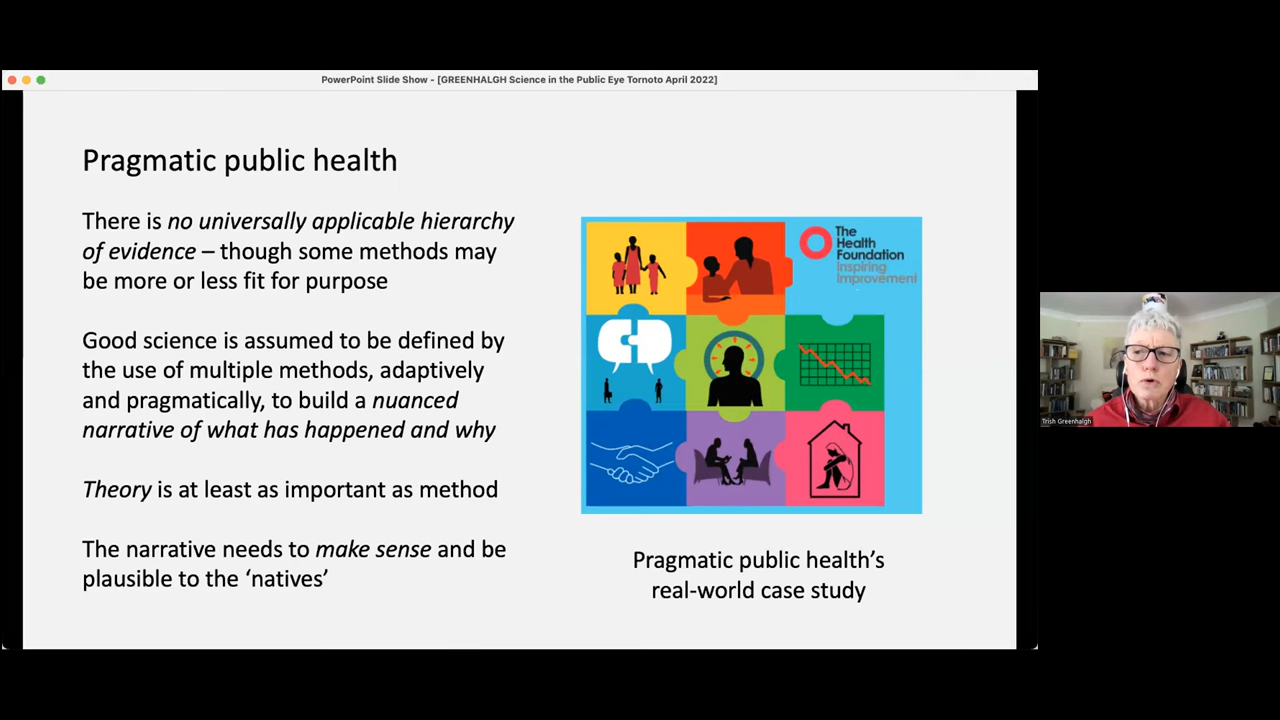 PowerPoint Slide Show - [GREENHALGH Science in the Public Eye Tornoto April 2022]
Pragmatic public health
There is no universally applicable hierarchy
of evidence – though some methods may
be more or less fit for purpose
Good science is assumed to be defined by
the use of multiple methods, adaptively
and pragmatically, to build a nuanced
narrative of what has happened and why
Theory is at least as important as method
The narrative needs to make sense and be
plausible to the ‘natives’
The
Health
Foundation
Inspiring
Improvement
Pragmatic public health’s
real-world case study
Trish Greenhalgh